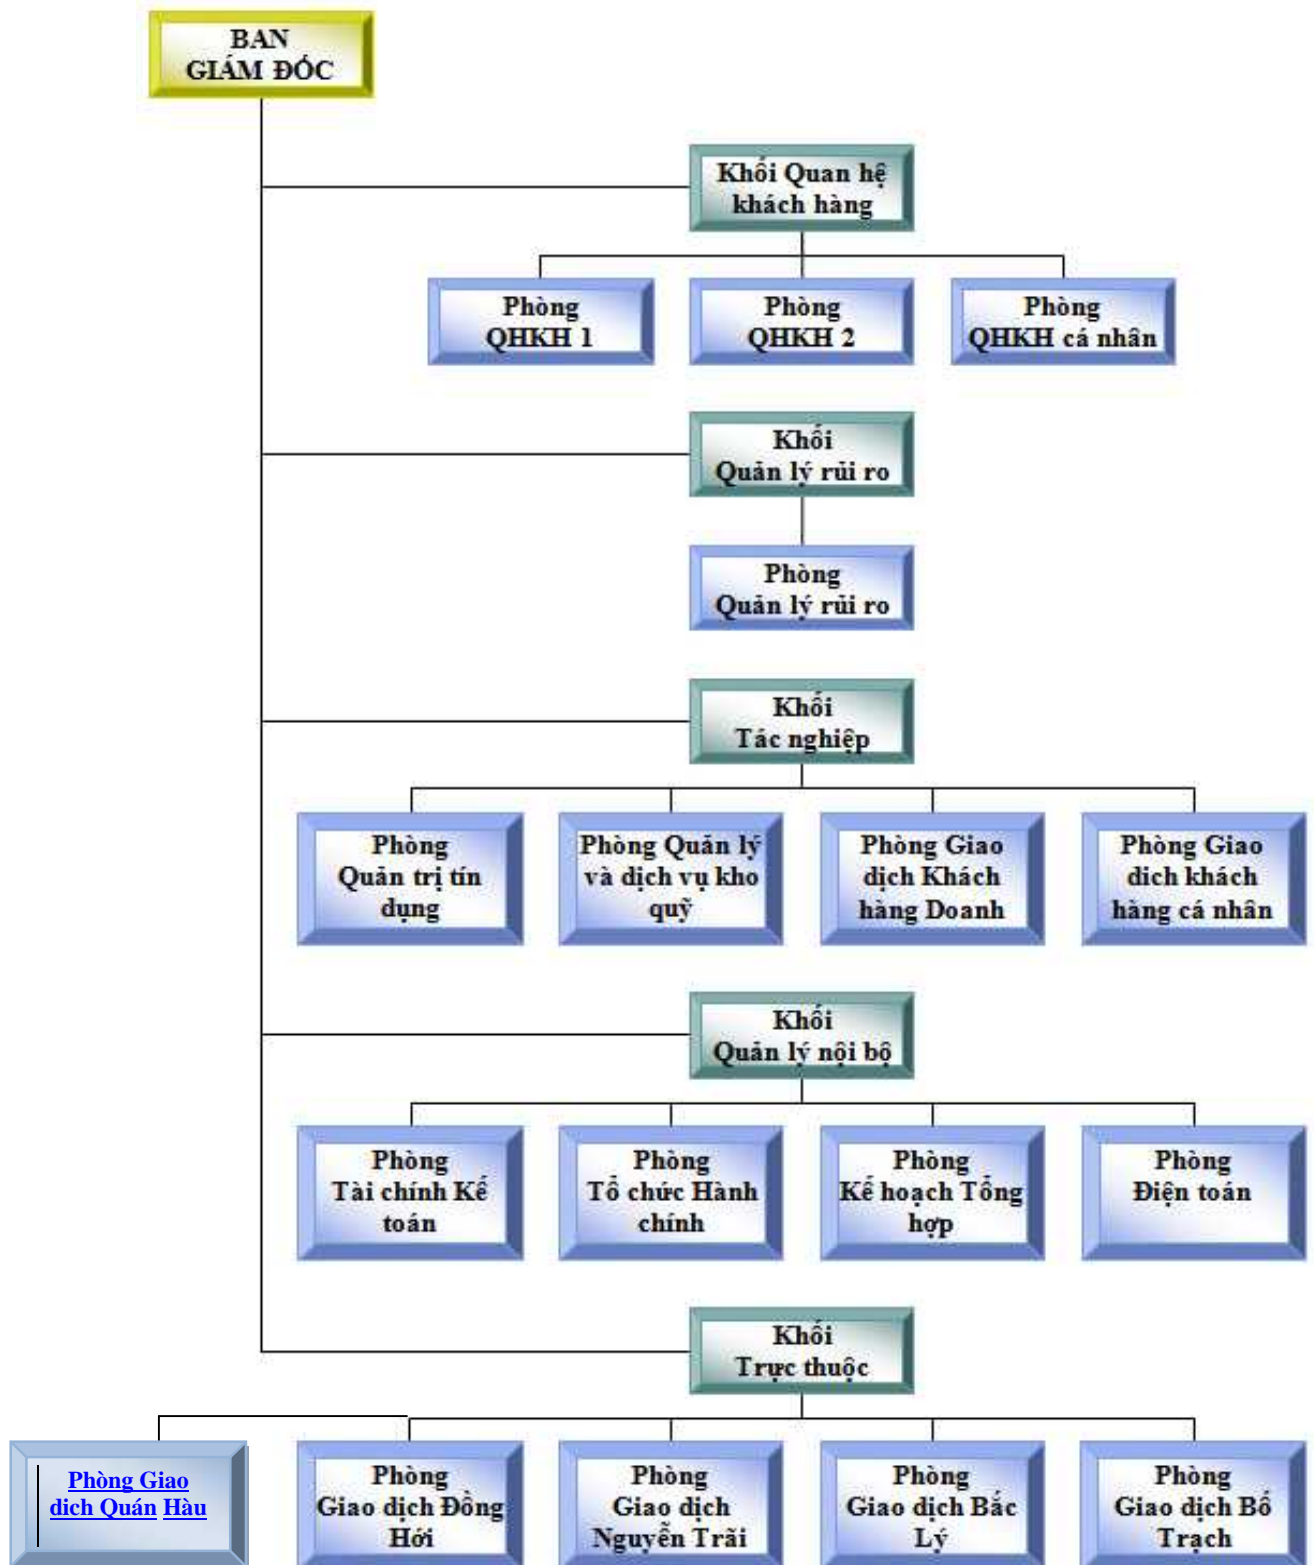 BAN
GIÁM ĐỐC
Khối Quan hệ
khách hàng
Phòng
QHKH 1
Phòng
QHKH 2
Phòng
QHKH cá nhân
Khối
Quản lý rủi ro
Phòng
Quản lý rủi ro
Khối
Tác nghiệp
Phòng
Quản trị tín
dụng
Phòng Quản lý
và dịch vụ kho
quỹ
Phòng Giao
dịch Khách
hàng Doanh
Phòng Giao
dich khách
hàng cá nhân
Khối
Quản lý nội bộ
Phòng
Tài chính Kế
toán
Phòng
Tổ chức Hành
chính
Phòng
Kế hoạch Tổng
hợp
Phòng
Điện toán
Khối
Trực thuộc
Phòng Giao
dich Quán Hàu
Phòng
Giao dịch Đồng
Hới
Phòng
Giao dịch
Nguyễn Trãi
Phòng
Giao dịch Bắc
Lý
Phòng
Giao dịch Bố
Trạch